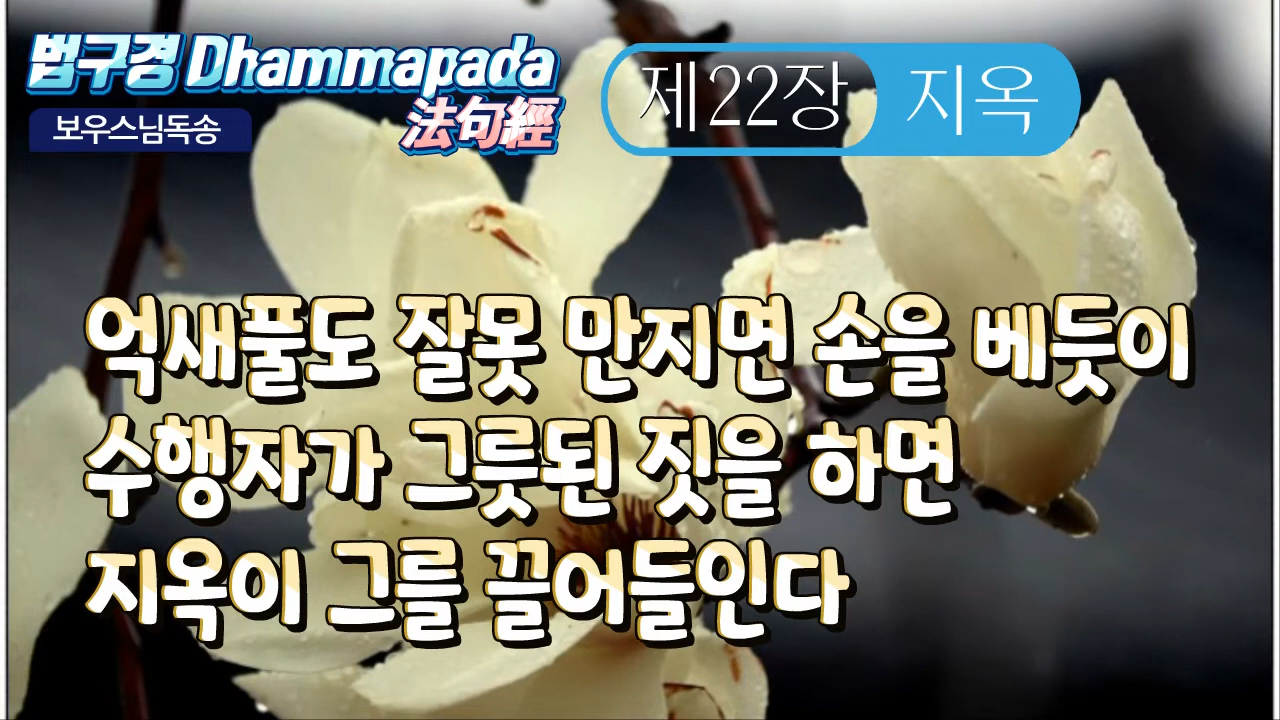 법구경 Dhammapada
法句經
보우스님독송
제22장 지옥
억새풀도 잘못 만지면 손을 베듯이
수행자가 그릇된 짓을 하면
지옥이 그를 끌어들인다